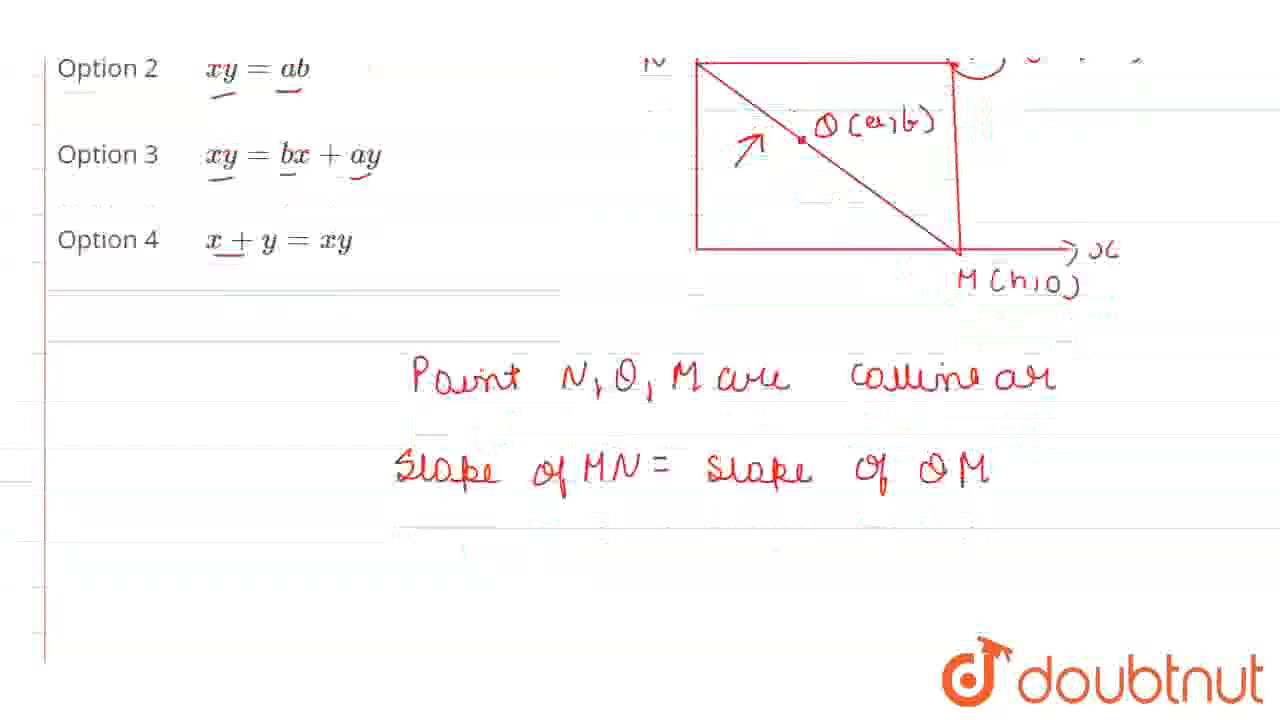 Option 2 xy = ab
Option 3 xy = bx + ay
Option 4 x + y = xy
N
Q (a, b)
x
M (h, 0)
Point N, Q, M are collinear
Slope of MN = Slope of QM
doubtnut